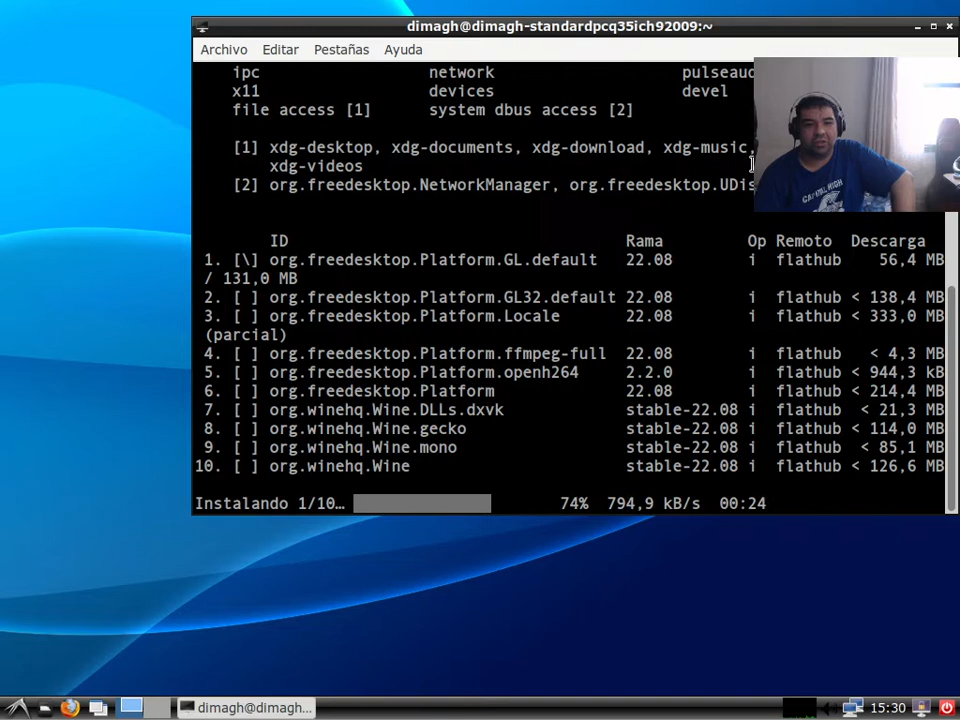 dimagh@dimagh-standardpcq35ich92009:~
Archivo Editar Pestañas Ayuda
ipc network
x11 devices devel
file access [1] system dbus access [2]
[1] xdg-desktop, xdg-documents, xdg-download, xdg-music,
xdg-videos
[2] org.freedesktop.NetworkManager,
CAPITAL HIGH
ID Rama Op Remoto Descarga
1. [\] org.freedesktop.Platform.GL.default 22.08 i flathub 56,4 MB
/ 131,0 MB
2. [ ] org.freedesktop.Platform.GL32.default 22.08 i flathub < 138,4 MB
3. [ ] org.freedesktop.Platform.Locale 22.08 i flathub < 333,0 MB
(parcial)
4. [ ] org.freedesktop.Platform.ffmpeg-full 22.08 i flathub < 4,3 MB
5. [ ] org.freedesktop.Platform.openh264 2.2.0 i flathub < 944,3 kB
6. [ ] org.freedesktop.Platform 22.08 i flathub < 214,4 MB
7. [ ] org.winehq.Wine.DLLs.dxvk stable-22.08 i flathub < 21,3 MB
8. [ ] org.winehq.Wine.gecko stable-22.08 i flathub < 114,0 MB
9. [ ] org.winehq.Wine.mono stable-22.08 i flathub < 85,1 MB
10. [ ] org.winehq.Wine stable-22.08 i flathub < 126,6 MB
Instalando 1/10… 74% 794,9 kB/s 00:24
dimagh@dimagh...
15:30